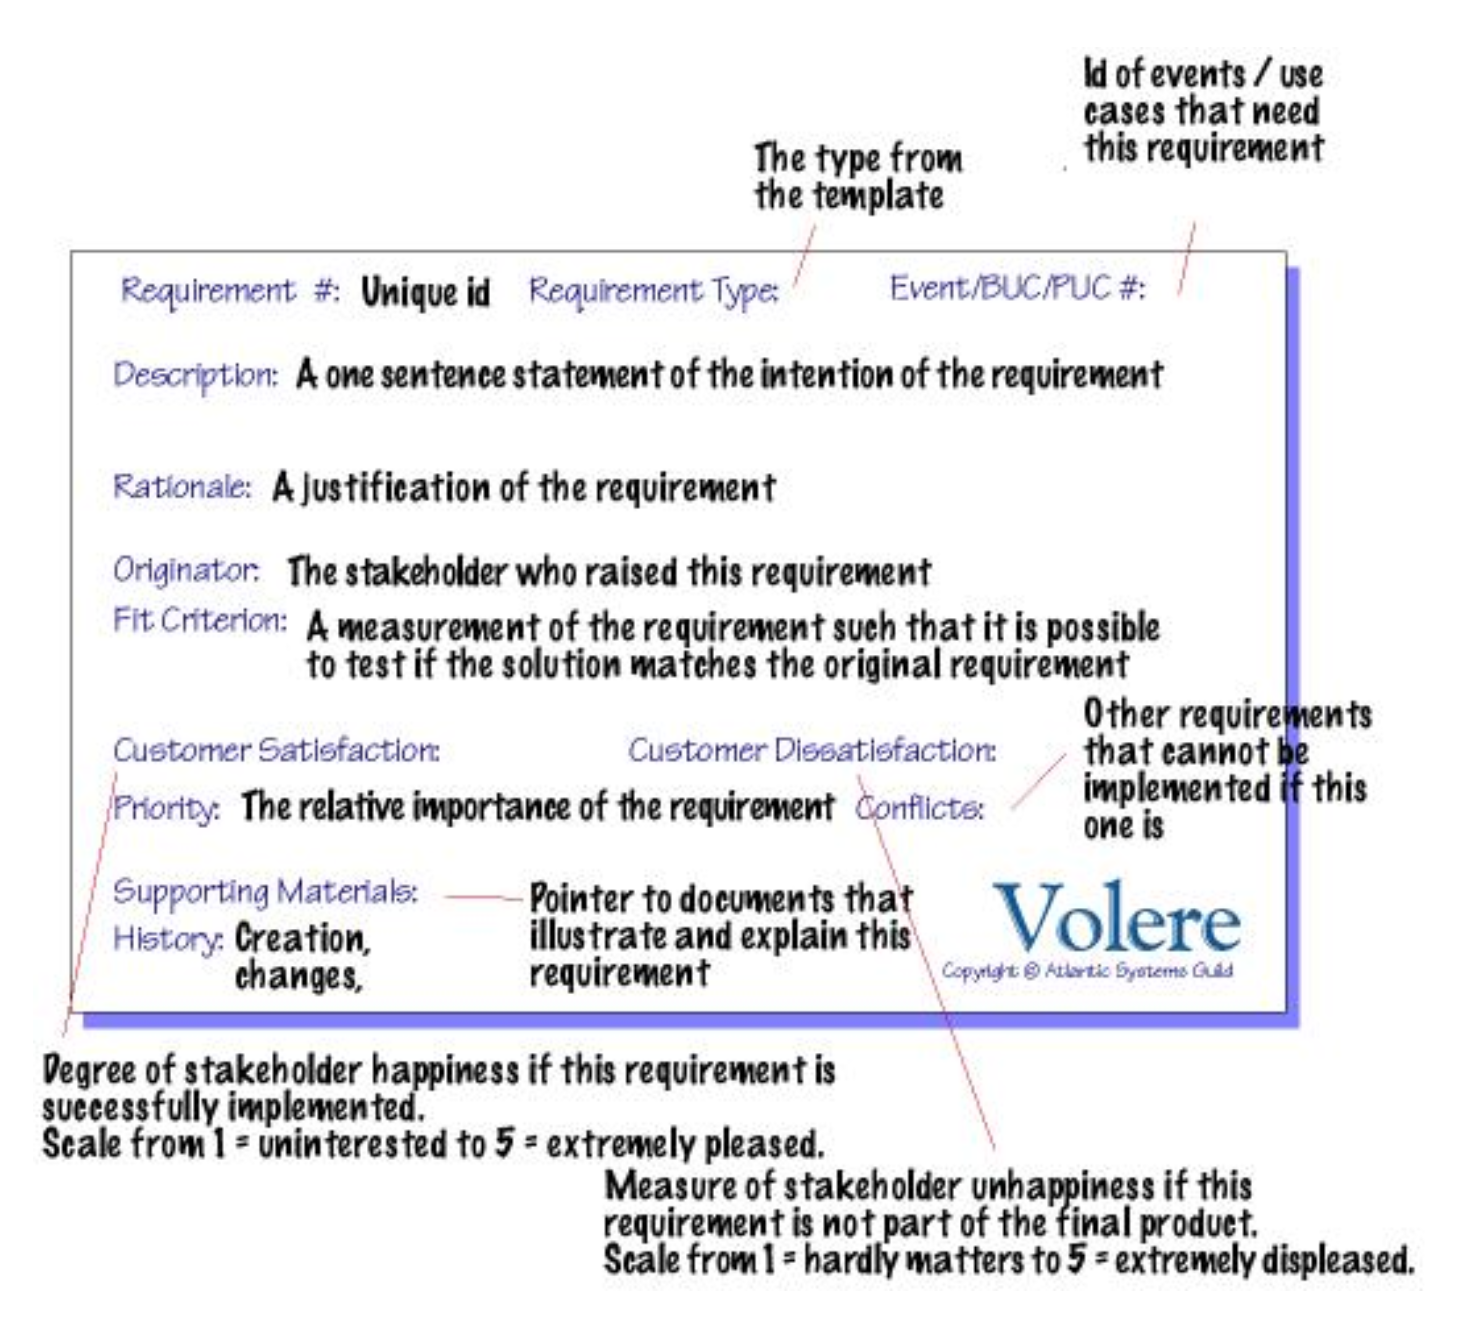 Id of events / use
cases that need
this requirement
The type from
the template
Requirement #: Unique id Requirement Type: Event/BUC/PUC #:
Description: A one sentence statement of the intention of the requirement
Rationale: A justification of the requirement
Originator: The stakeholder who raised this requirement
Fit Criterion: A measurement of the requirement such that it is possible
to test if the solution matches the original requirement
Other requirements
that cannot be
implemented if this
one is
Customer Satisfaction: Customer Dissatisfaction:
Priority: The relative importance of the requirement Conflicts:
Supporting Materials: Pointer to documents that
illustrate and explain this
requirement
History: Creation,
changes,
Volere
Copyright © Atlantic Systems Guild
Degree of stakeholder happiness if this requirement is
successfully implemented.
Scale from 1 = uninterested to 5 = extremely pleased.
Measure of stakeholder unhappiness if this
requirement is not part of the final product.
Scale from 1 = hardly matters to 5 = extremely displeased.